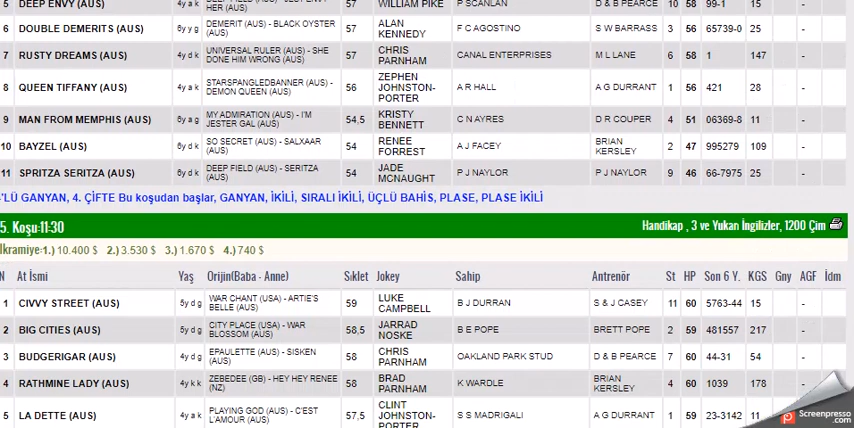 5 DEEP ENVY (AUS) 4y a k HER (AUS) 57 WILLIAM PIKE P SCANLAN D & B PEARCE 10 58 99-1 15 -
6 DOUBLE DEMERITS (AUS) 6y y g DEMERIT (AUS) - BLACK OYSTER (AUS) 57 ALAN KENNEDY F C AGOSTINO S W BARRASS 3 56 65739-0 25 -
7 RUSTY DREAMS (AUS) 4y d k UNIVERSAL RULER (AUS) - SHE DONE HIM WRONG (AUS) 57 CHRIS PARNHAM CANAL ENTERPRISES M L LANE 6 58 1 147 -
8 QUEEN TIFFANY (AUS) 4y a k STARSPANGLEDBANNER (AUS) - DEMON QUEEN (AUS) 56 ZEPHEN JOHNSTON-PORTER A R HALL A G DURRANT 1 56 421 28 -
9 MAN FROM MEMPHIS (AUS) 6y a g MY ADMIRATION (AUS) - I'M JESTER GAL (AUS) 54,5 KRISTY BENNETT C N AYRES D R COUPER 4 51 06369-8 11 -
10 BAYZEL (AUS) 6y d k SO SECRET (AUS) - SALXAAR (AUS) 54 RENEE FORREST A J FACEY BRIAN KERSLEY 2 47 995279 109 -
11 SPRITZA SERITZA (AUS) 6y d k DEEP FIELD (AUS) - SERITZA (AUS) 54 JADE MCNAUGHT P J NAYLOR P J NAYLOR 9 46 66-7975 25 -
'LÜ GANYAN, 4. ÇİFTE Bu koşudan başlar, GANYAN, İKİLİ, SIRALI İKİLİ, ÜÇLÜ BAHİS, PLASE, PLASE İKİLİ
5. Koşu:11:30 Handikap , 3 ve Yukarı İngilizler, 1200 Çim
İkramiye:1.) 10.400 $ 2.) 3.530 $ 3.) 1.670 $ 4.) 740 $
N At İsmi Yaş Orijin(Baba - Anne) Sıklet Jokey Sahip Antrenör St HP Son 6 Y. KGS Gny AGF İdm
1 CIVVY STREET (AUS) 5y d g WAR CHANT (USA) - ARTIE'S BELLE (AUS) 59 LUKE CAMPBELL B J DURRAN S & J CASEY 11 60 5763-44 15 -
2 BIG CITIES (AUS) 5y d g CITY PLACE (USA) - WAR BLOSSOM (AUS) 58,5 JARRAD NOSKE B E POPE BRETT POPE 2 59 481557 217 -
3 BUDGERIGAR (AUS) 4y d g EPAULETTE (AUS) - SISKEN (AUS) 58 CHRIS PARNHAM OAKLAND PARK STUD D & B PEARCE 7 60 44-31 54 -
4 RATHMINE LADY (AUS) 4y k k ZEBEDEE (GB) - HEY HEY RENEE (NZ) 58 BRAD PARNHAM K WARDLE BRIAN KERSLEY 4 60 1039 178 -
5 LA DETTE (AUS) 4y a k PLAYING GOD (AUS) - C'EST L'AMOUR (AUS) 57,5 CLINT JOHNSTON-PORTER S S MADRIGALI A G DURRANT 1 59 23-3142 11
Screenpresso
.com